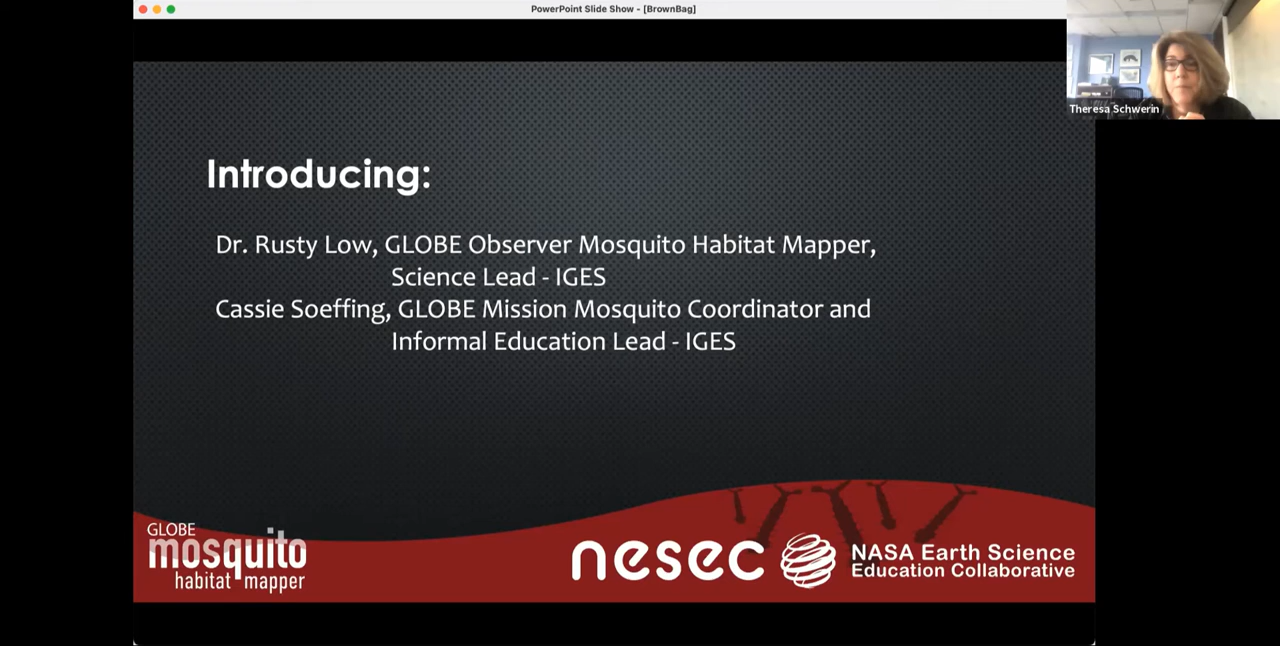 PowerPoint Slide Show - [BrownBag]
Theresa Schwerin
Introducing:
Dr. Rusty Low, GLOBE Observer Mosquito Habitat Mapper,
Science Lead - IGES
Cassie Soeffing, GLOBE Mission Mosquito Coordinator and
Informal Education Lead - IGES
GLOBE
mosquito
habitat mapper
nesec
NASA Earth Science
Education Collaborative